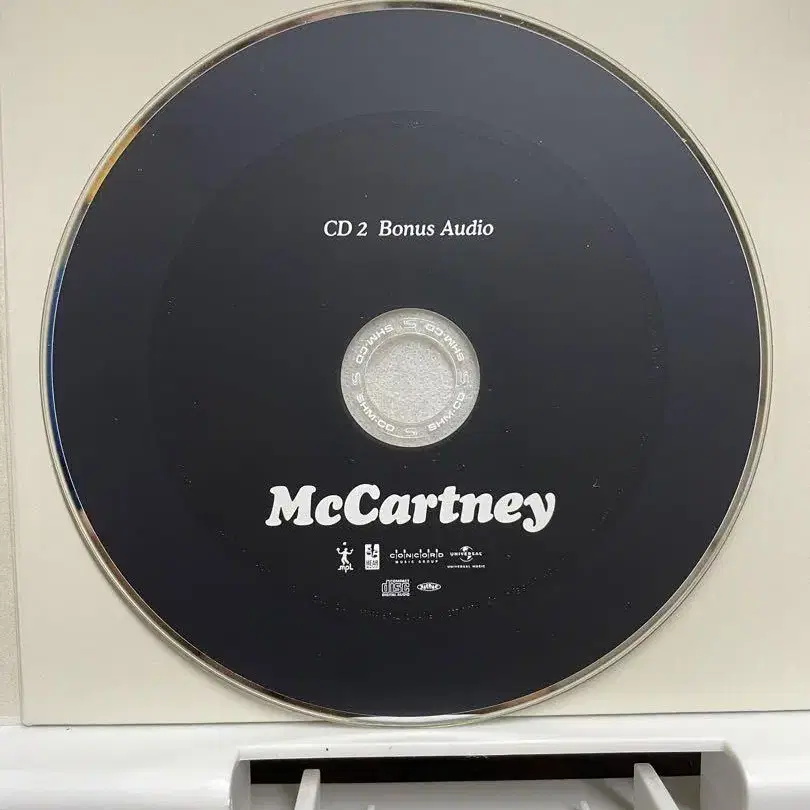 CD 2 Bonus Audio
SHM-CD SHM-CD
SHM-CD SHM-CD
McCartney
MPL HEAR MUSIC CONCORD MUSIC GROUP UNIVERSAL UNIVERSAL MUSIC
COMPACT disc DIGITAL AUDIO